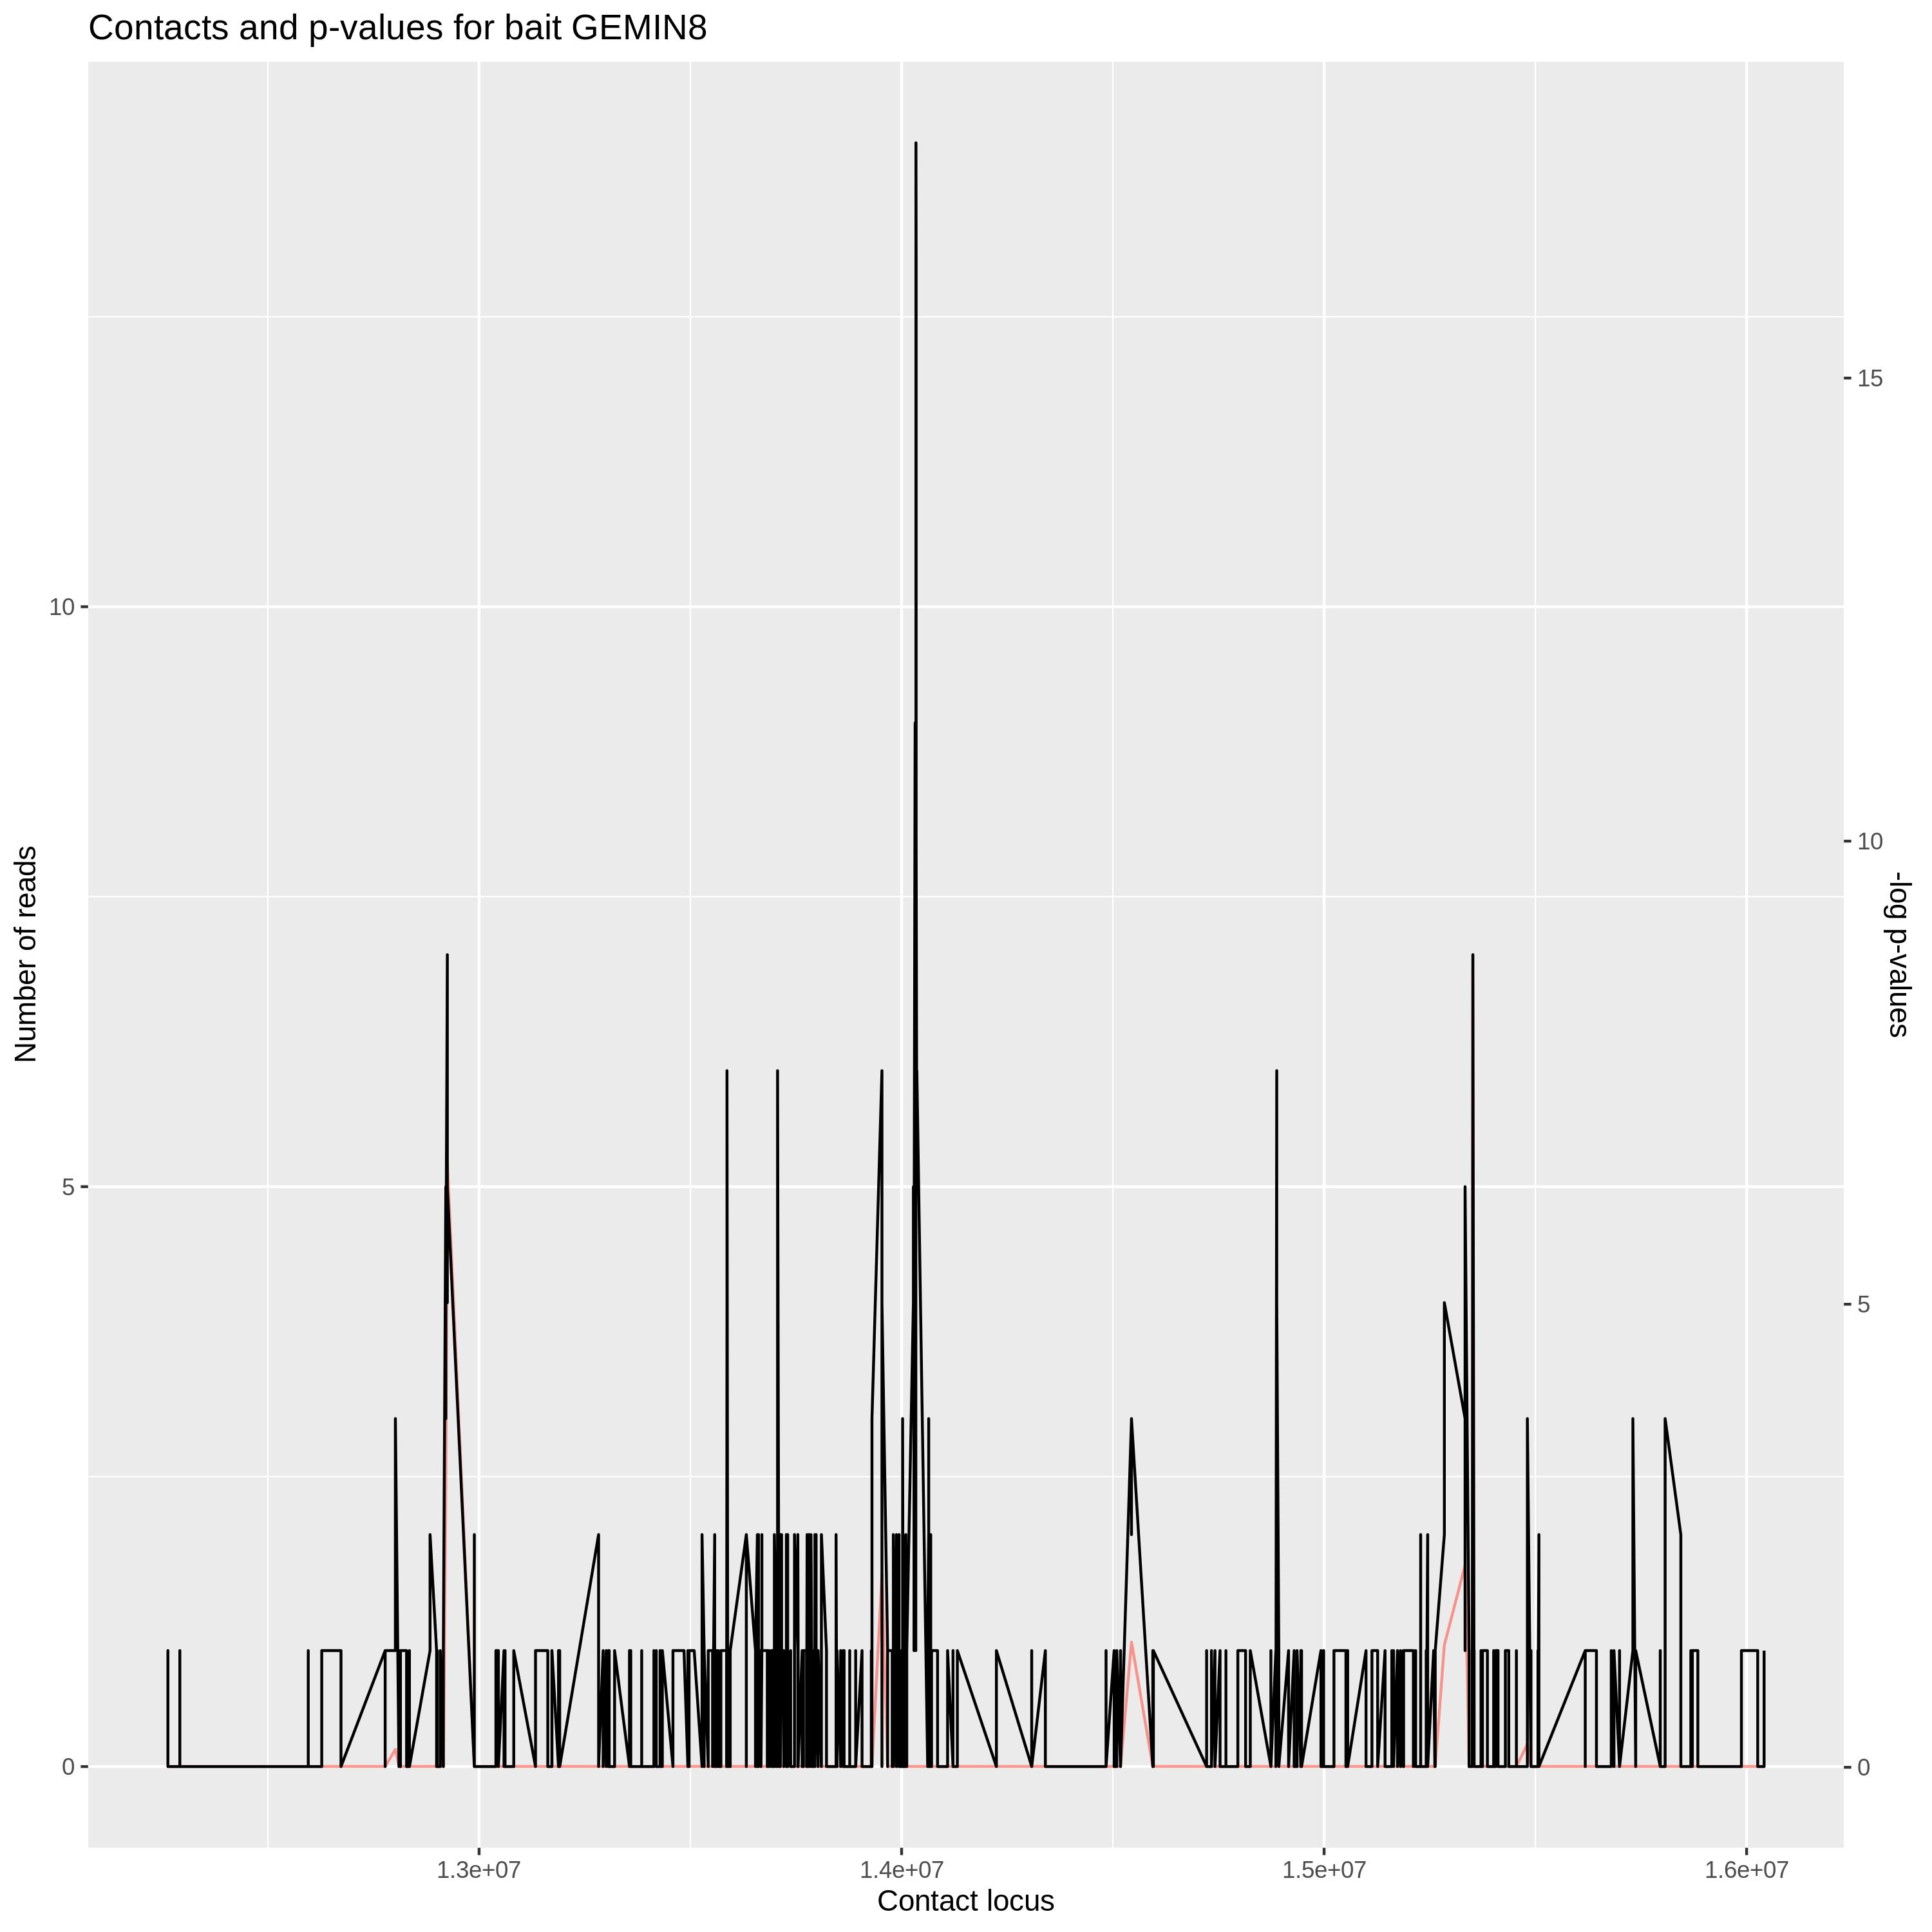 Contacts and p-values for bait GEMIN8
Number of reads
10
5
0
15
10
5
0
-log p-values
1.3e+07
1.4e+07
1.5e+07
1.6e+07
Contact locus